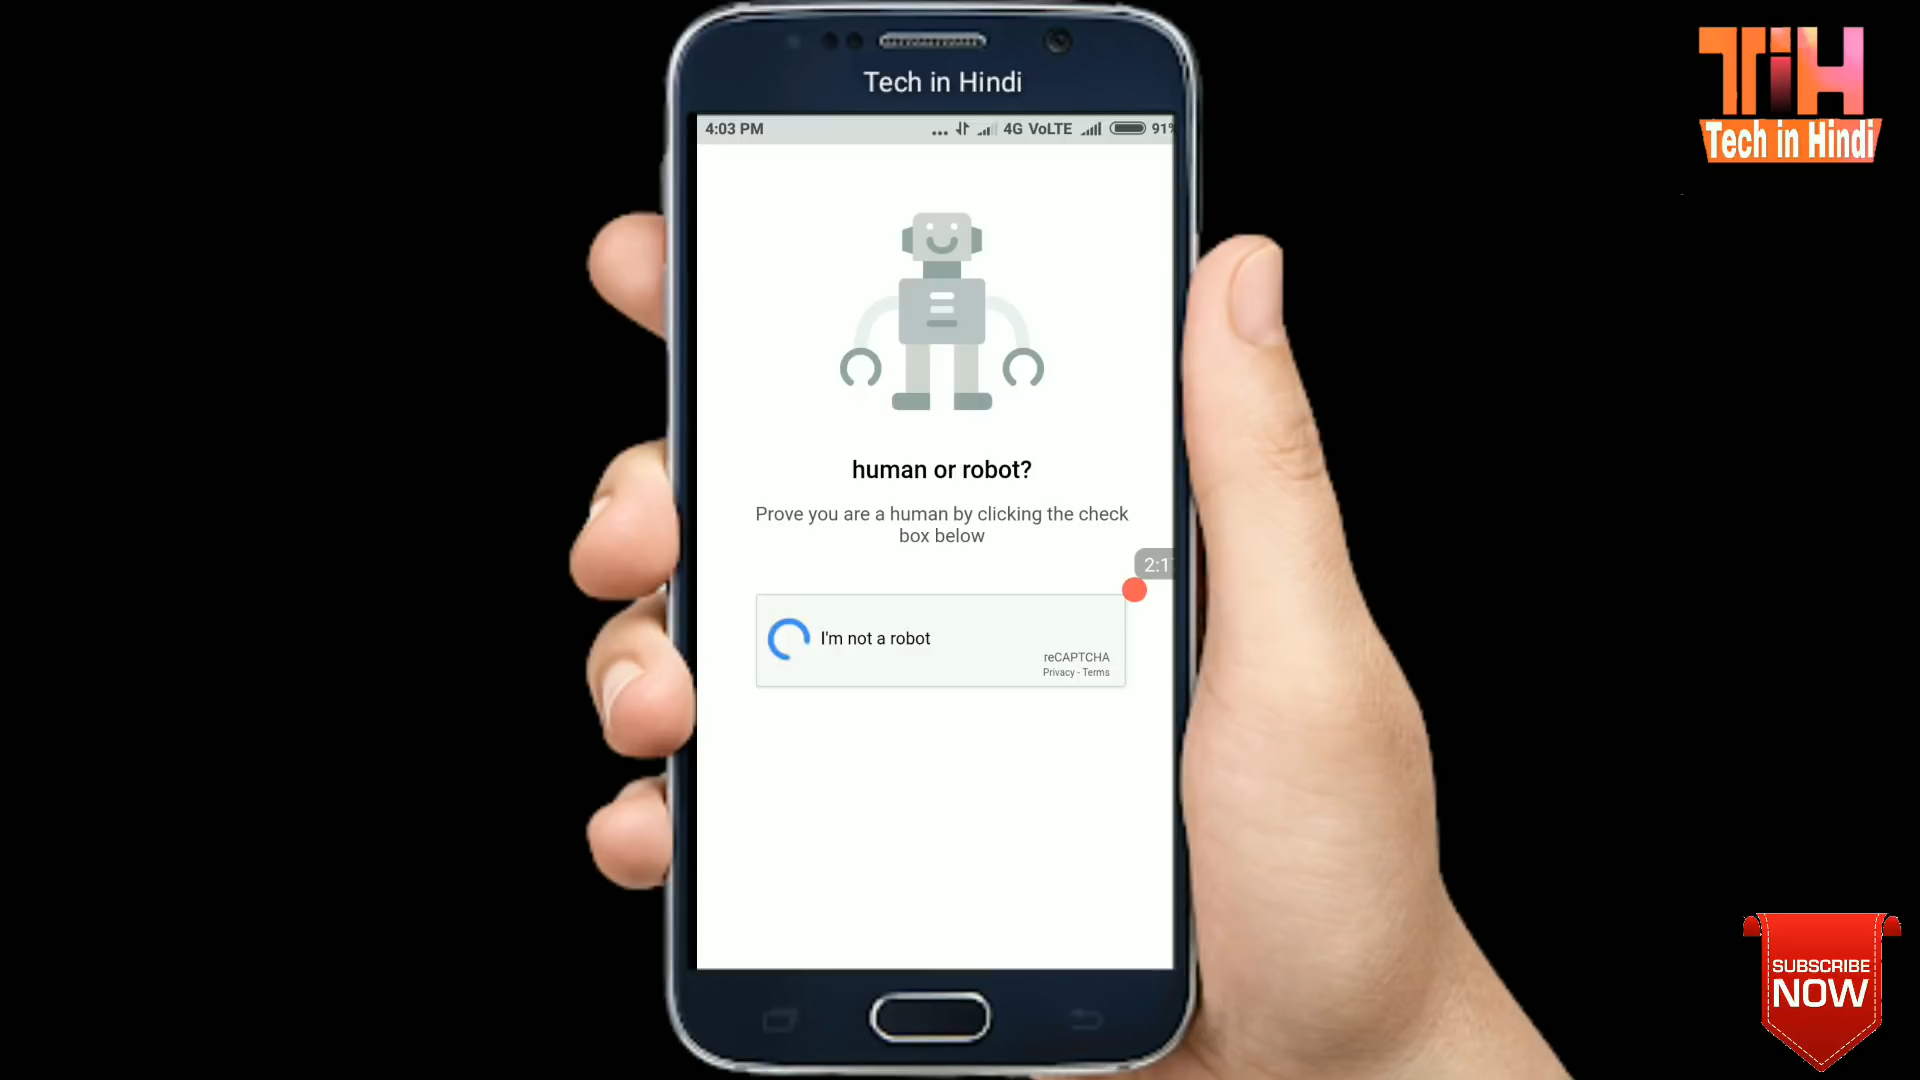 Tech in Hindi
4:03 PM ... 4G VoLTE 91%
human or robot?
Prove you are a human by clicking the check
box below
2:1
I'm not a robot
reCAPTCHA
Privacy - Terms
TiH
Tech in Hindi
SUBSCRIBE
NOW